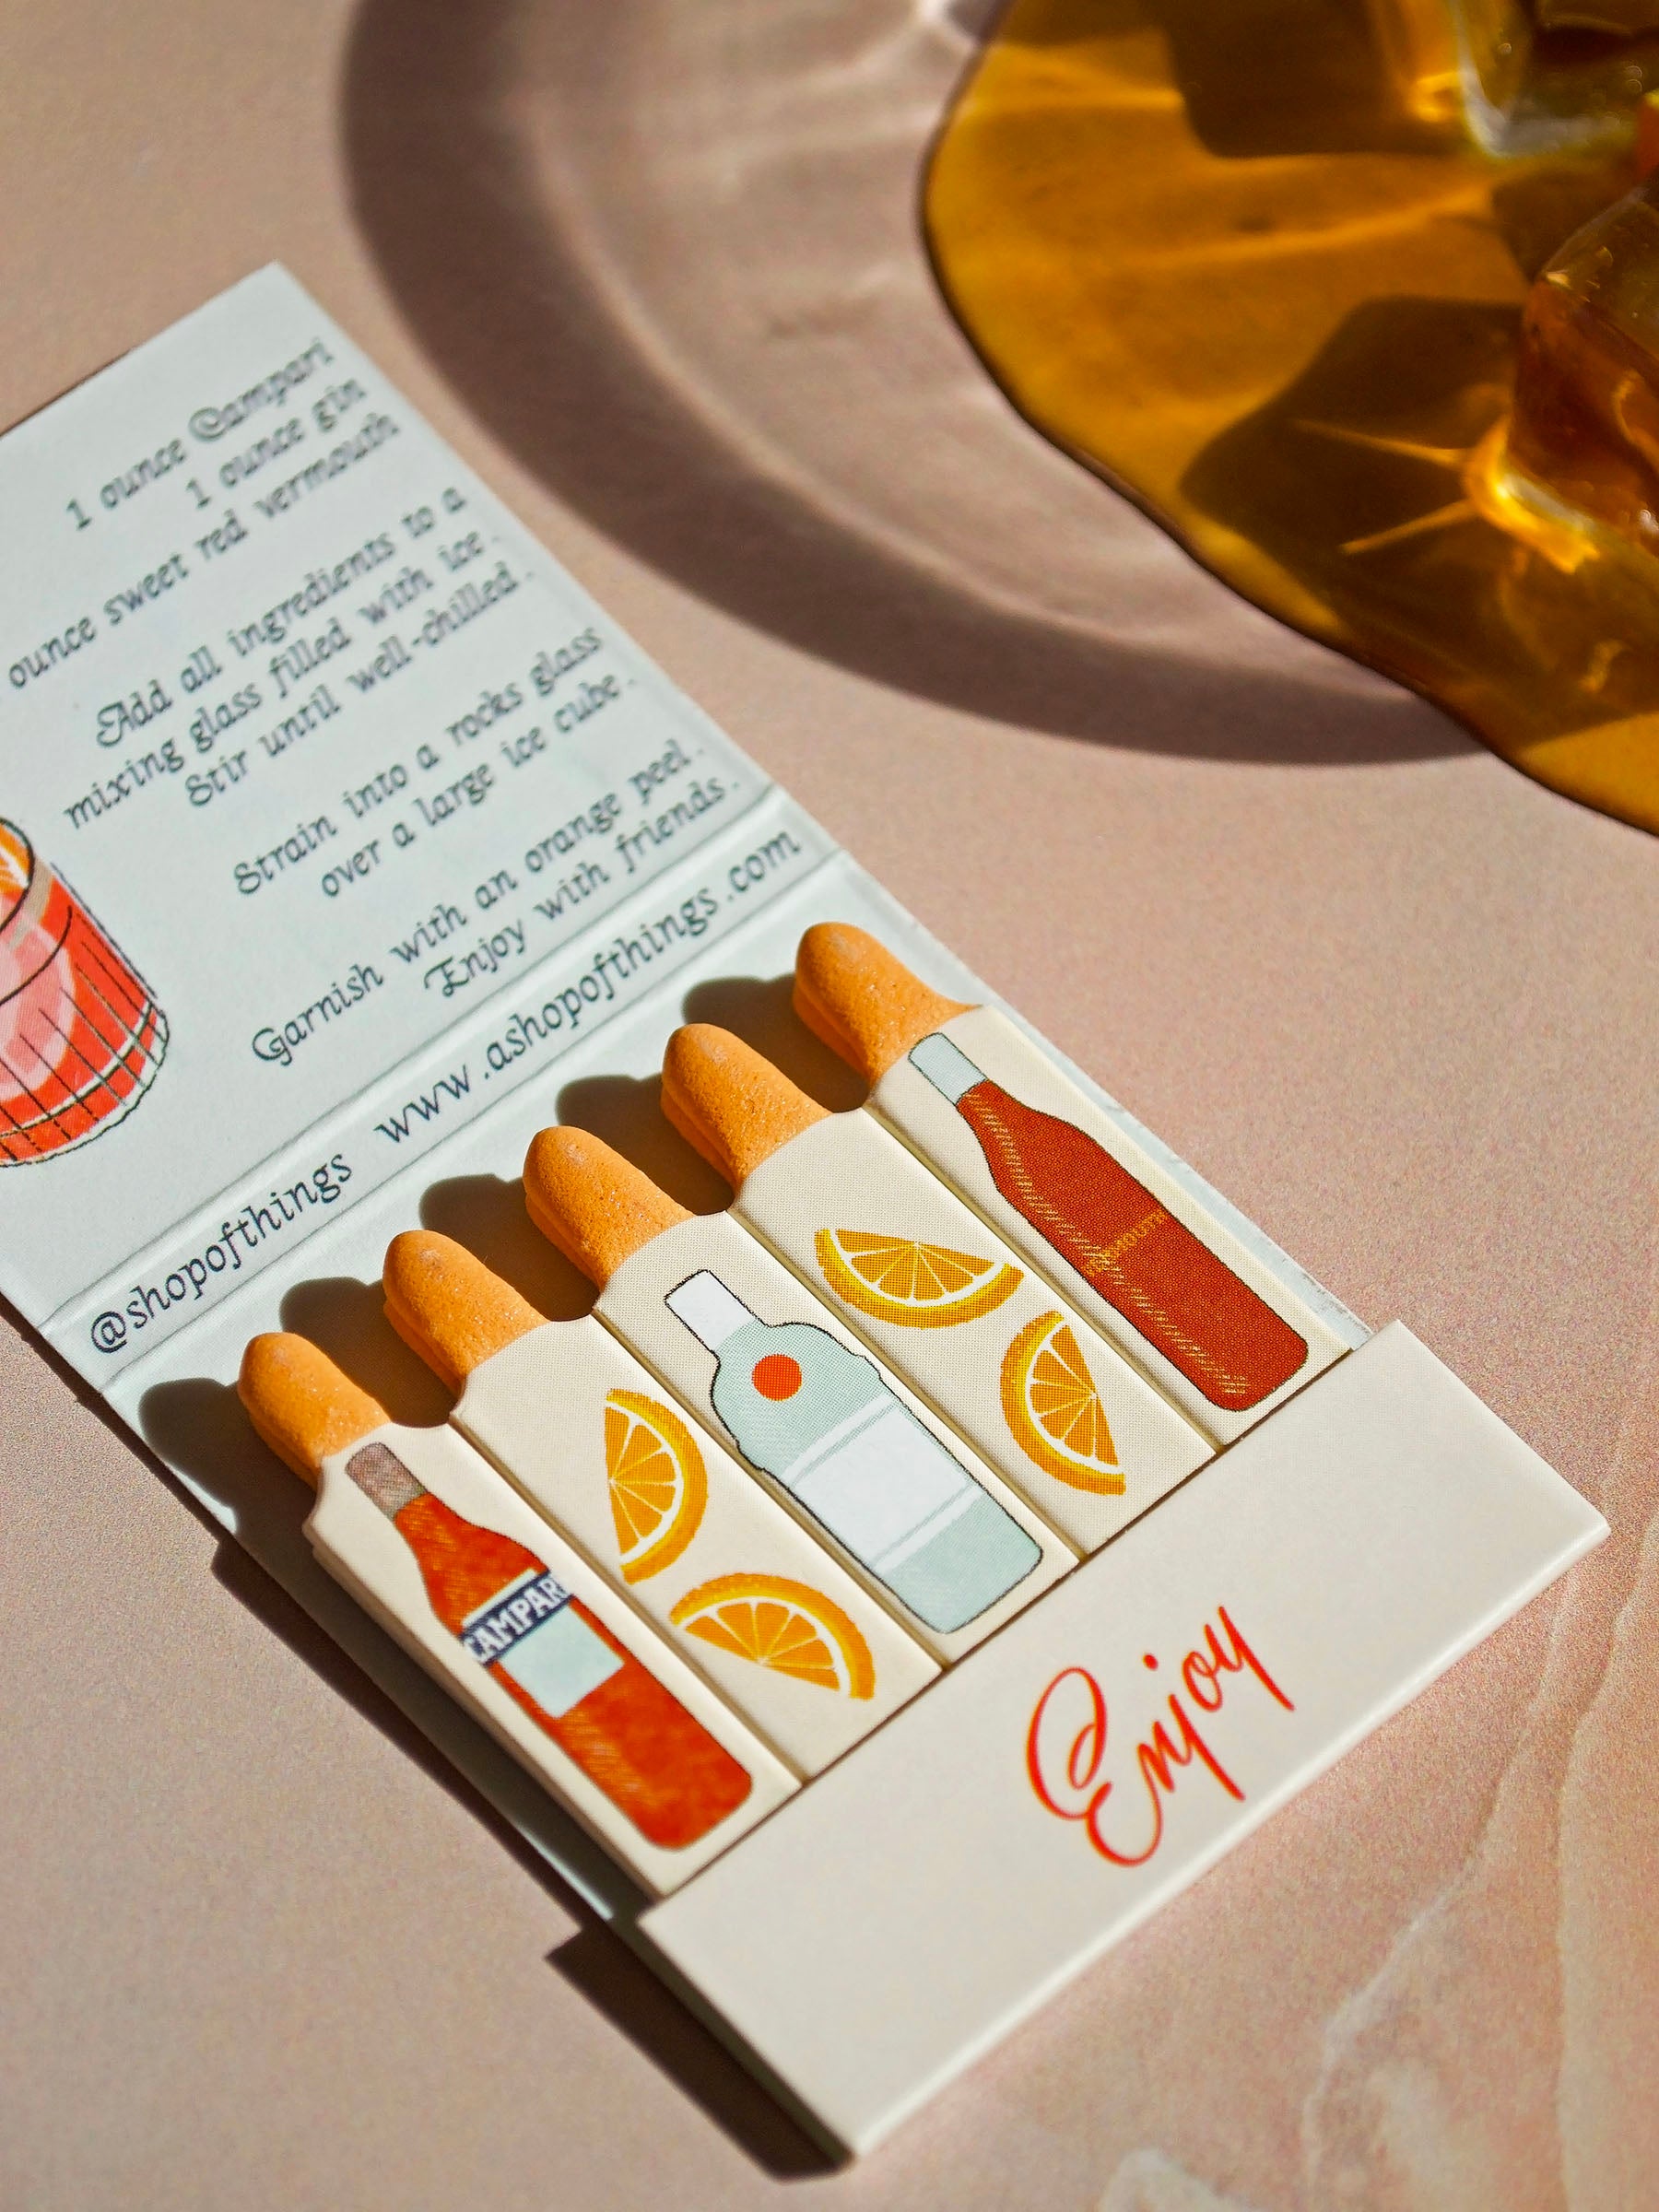 1 ounce Campari
1 ounce gin
ounce sweet red vermouth
Add all ingredients to a
mixing glass filled with ice.
Stir until well-chilled.
Strain into a rocks glass
over a large ice cube.
Garnish with an orange peel.
Enjoy with friends.
@shopofthings www.ashopofthings.com
CAMPARI
Enjoy